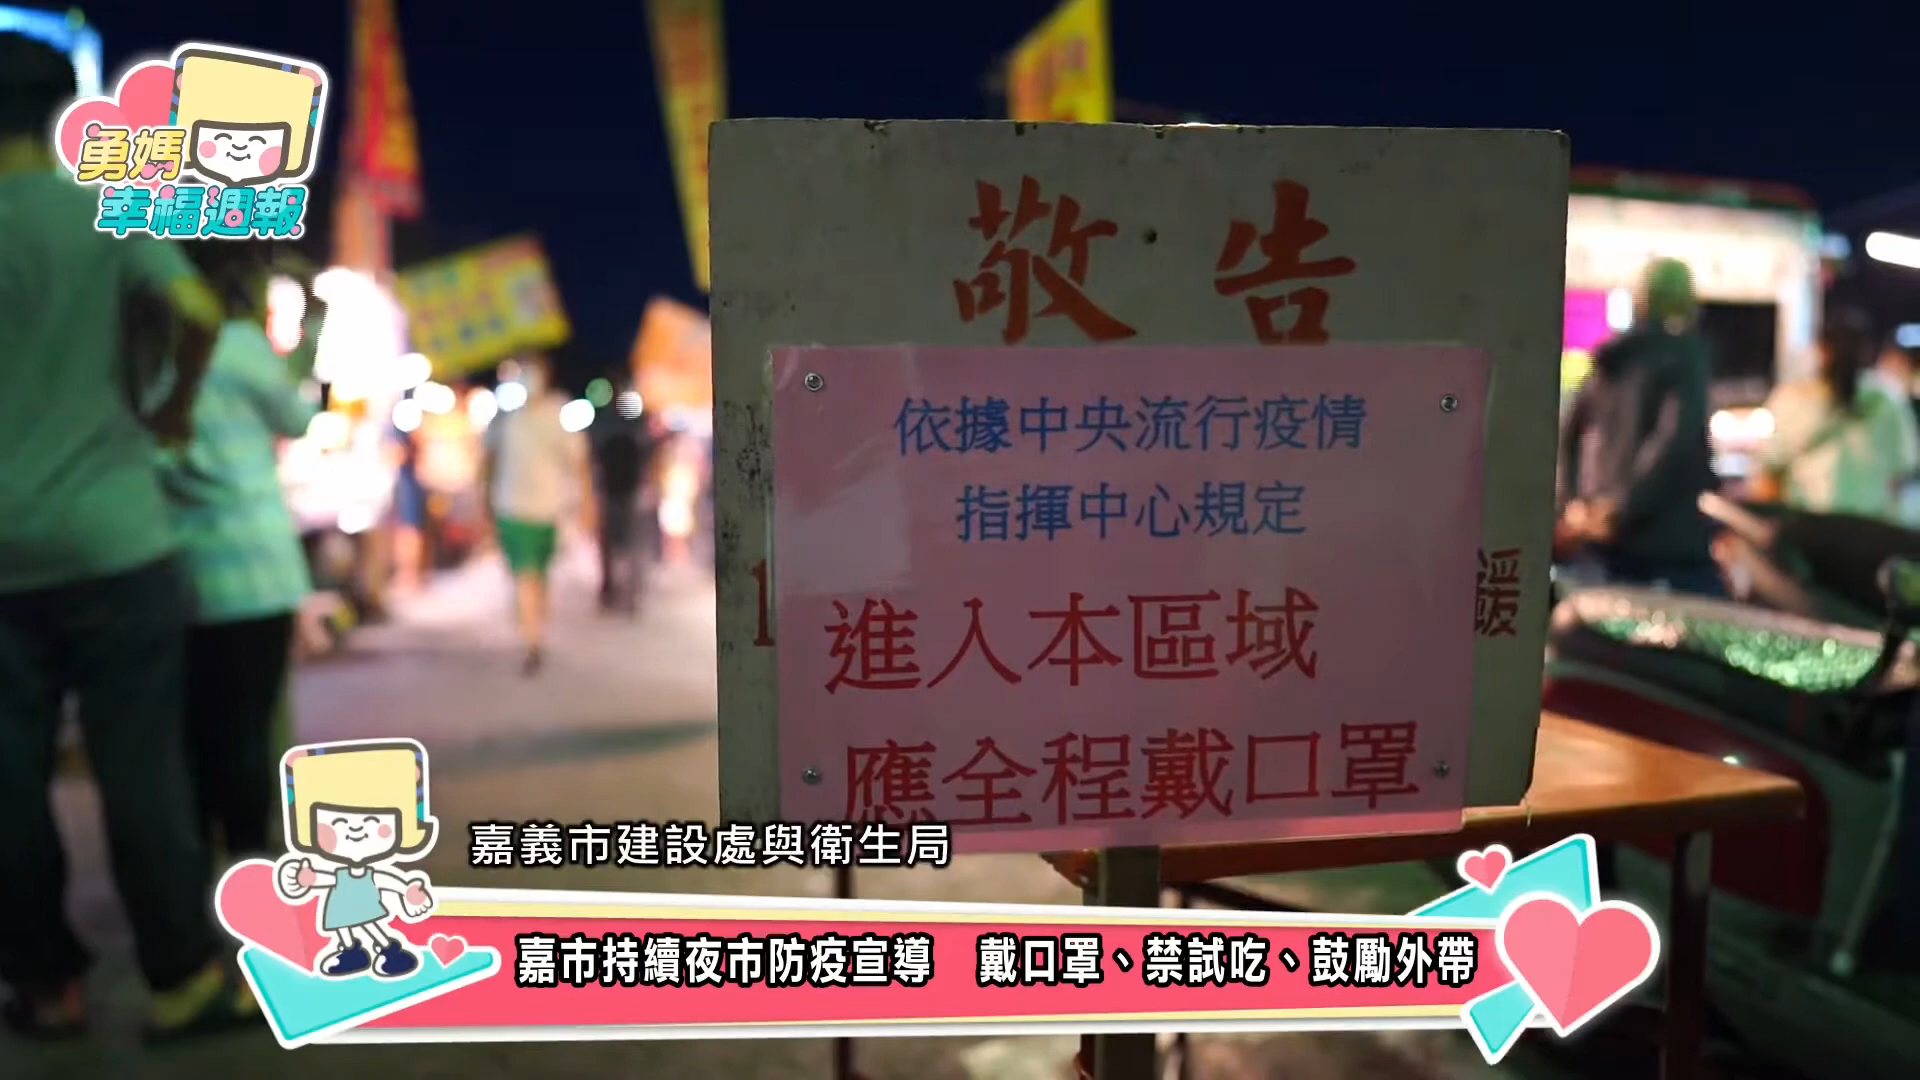 勇媽
幸福週報
敬告
依據中央流行疫情
指揮中心規定
進入本區域
應全程戴口罩
嘉義市建設處與衛生局
嘉市持續夜市防疫宣導　戴口罩、禁試吃、鼓勵外帶